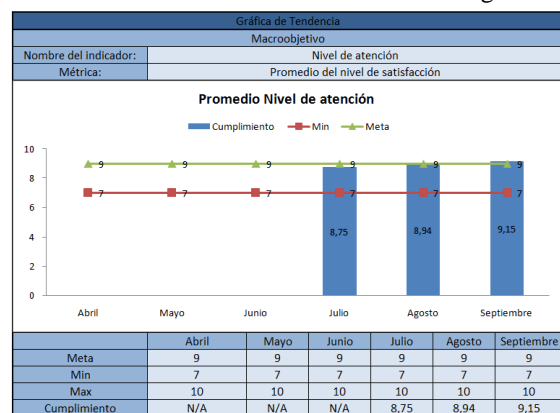 Gráfica de Tendencia
Macroobjetivo
Nombre del indicador: Nivel de atención
Métrica: Promedio del nivel de satisfacción
Promedio Nivel de atención
Cumplimiento Min Meta
10
8
6
4
2
0
9 9 9 9 9 9
7 7 7 7 7 7
8,75 8,94 9,15
Abril Mayo Junio Julio Agosto Septiembre
Abril Mayo Junio Julio Agosto Septiembre
Meta 9 9 9 9 9 9
Min 7 7 7 7 7 7
Max 10 10 10 10 10 10
Cumplimiento N/A N/A N/A 8,75 8,94 9,15